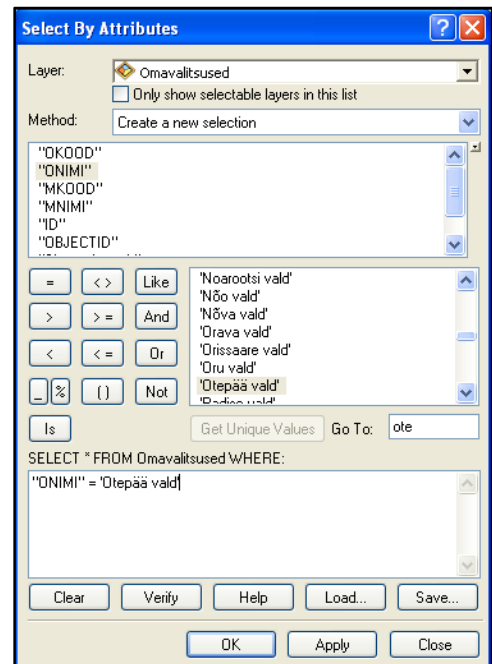 Select By Attributes
Layer: Omavalitsused
Only show selectable layers in this list
Method: Create a new selection
"OKOOD"
"ONIMI"
"MKOOD"
"MNIMI"
"ID"
"OBJECTID"
= <> Like
> >= And
< <= Or
_ % () Not
Is
'Noarootsi vald'
'Nõo vald'
'Nõva vald'
'Orava vald'
'Orissaare vald'
'Oru vald'
'Otepää vald'
Get Unique Values Go To: ote
SELECT * FROM Omavalitsused WHERE:
"ONIMI" = 'Otepää vald'
Clear Verify Help Load... Save...
OK Apply Close